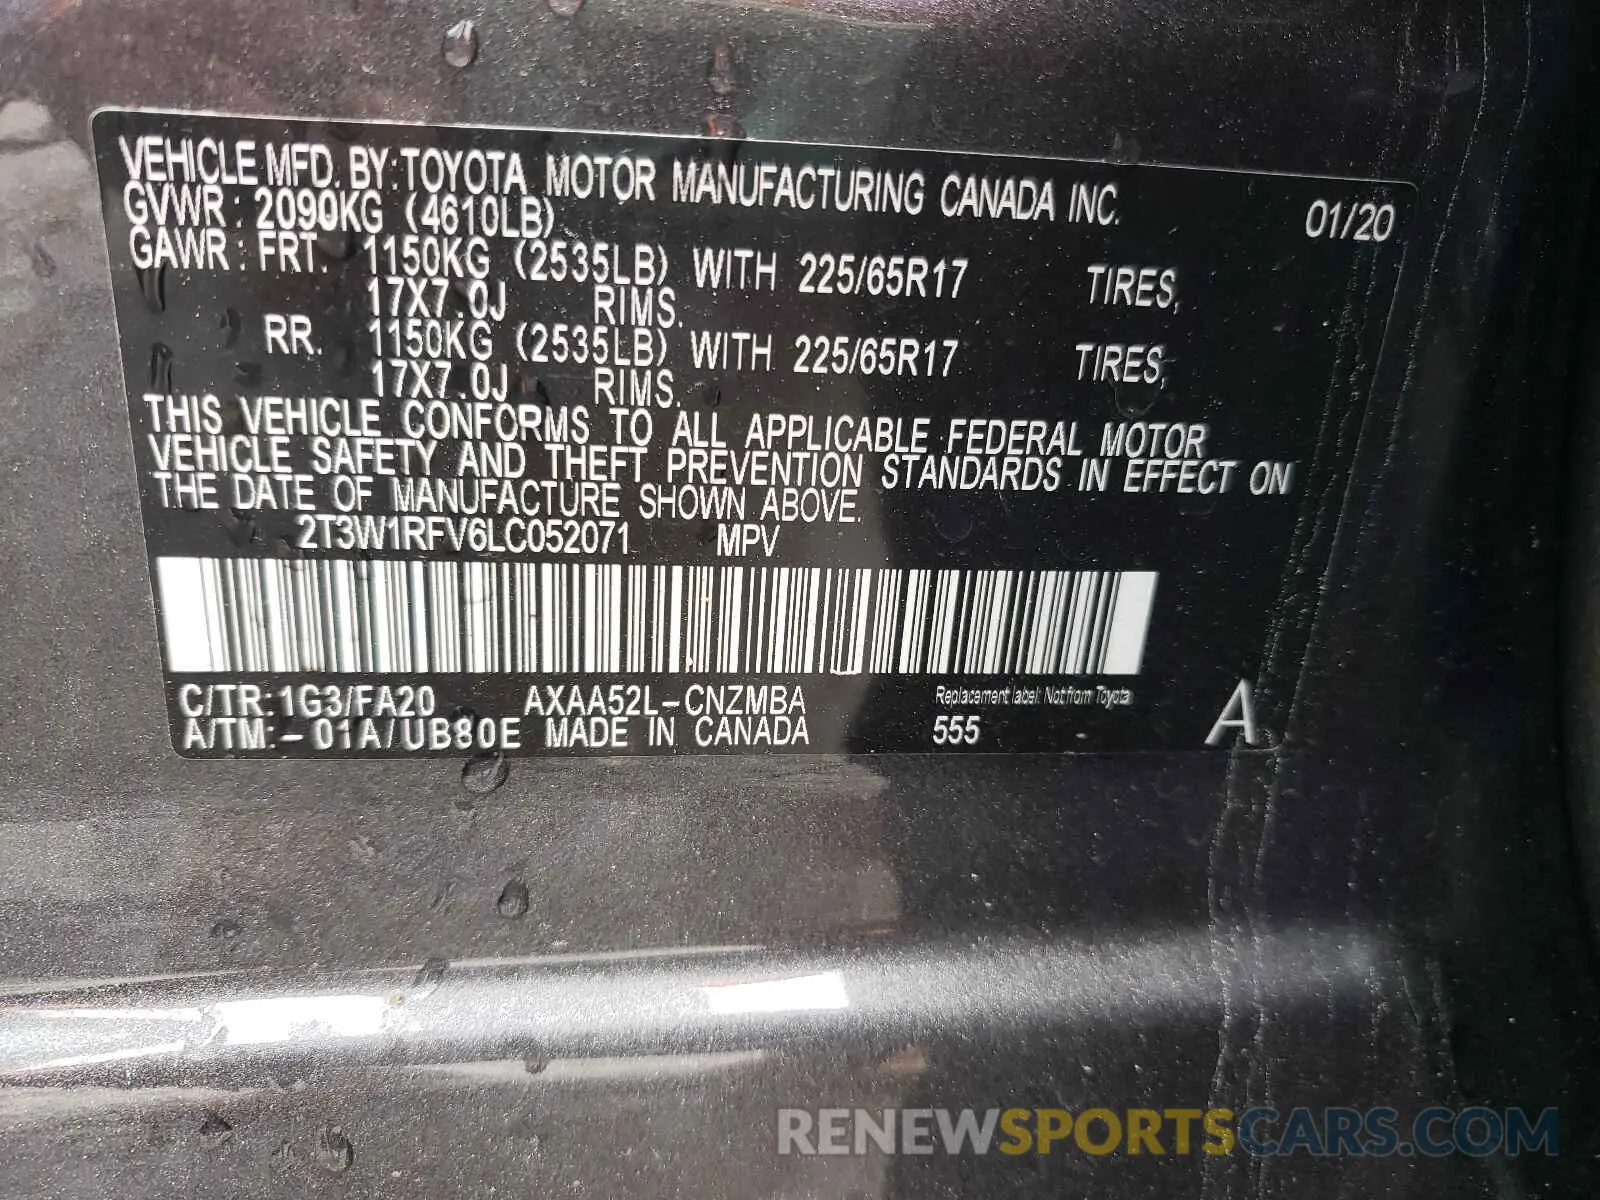 VEHICLE MFD. BY: TOYOTA MOTOR MANUFACTURING CANADA INC. 01/20
GVWR: 2090KG (4610LB)
GAWR: FRT. 1150KG (2535LB) WITH 225/65R17 TIRES,
17X7.0J RIMS.
RR. 1150KG (2535LB) WITH 225/65R17 TIRES,
17X7.0J RIMS.
THIS VEHICLE CONFORMS TO ALL APPLICABLE FEDERAL MOTOR
VEHICLE SAFETY AND THEFT PREVENTION STANDARDS IN EFFECT ON
THE DATE OF MANUFACTURE SHOWN ABOVE.
2T3W1RFV6LC052071 MPV
C/TR: 1G3/FA20 AXAA52L-CNZMBA Replacement label: Not from Toyota
A/TM: -01A/UB80E MADE IN CANADA 555 A
RENEWSPORTSCARS.COM